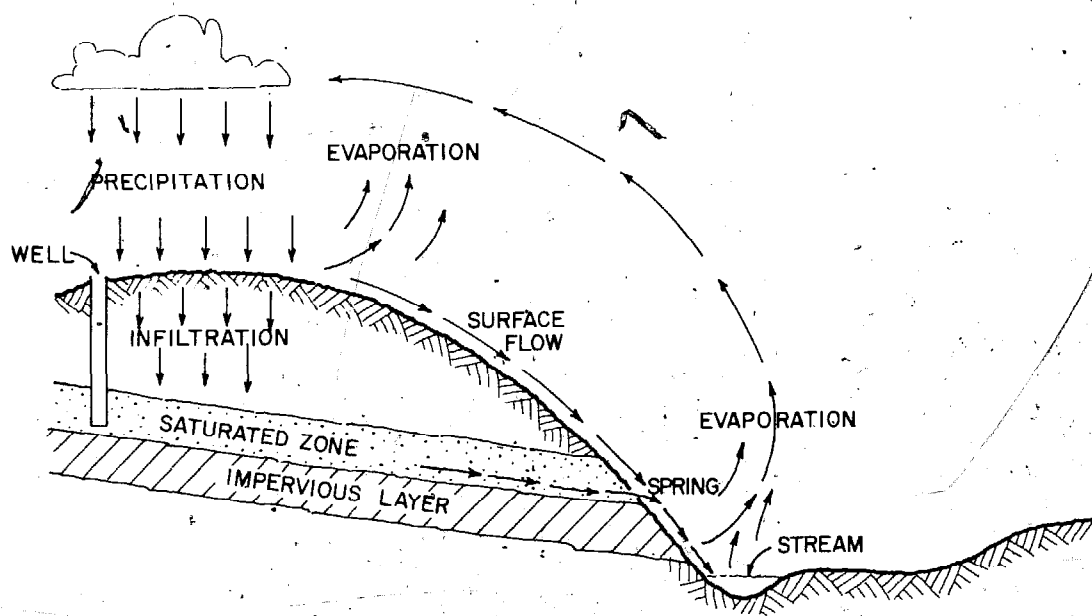 EVAPORATION
PRECIPITATION
WELL
INFILTRATION
SURFACE
FLOW
EVAPORATION
SATURATED ZONE
IMPERVIOUS LAYER
SPRING
STREAM